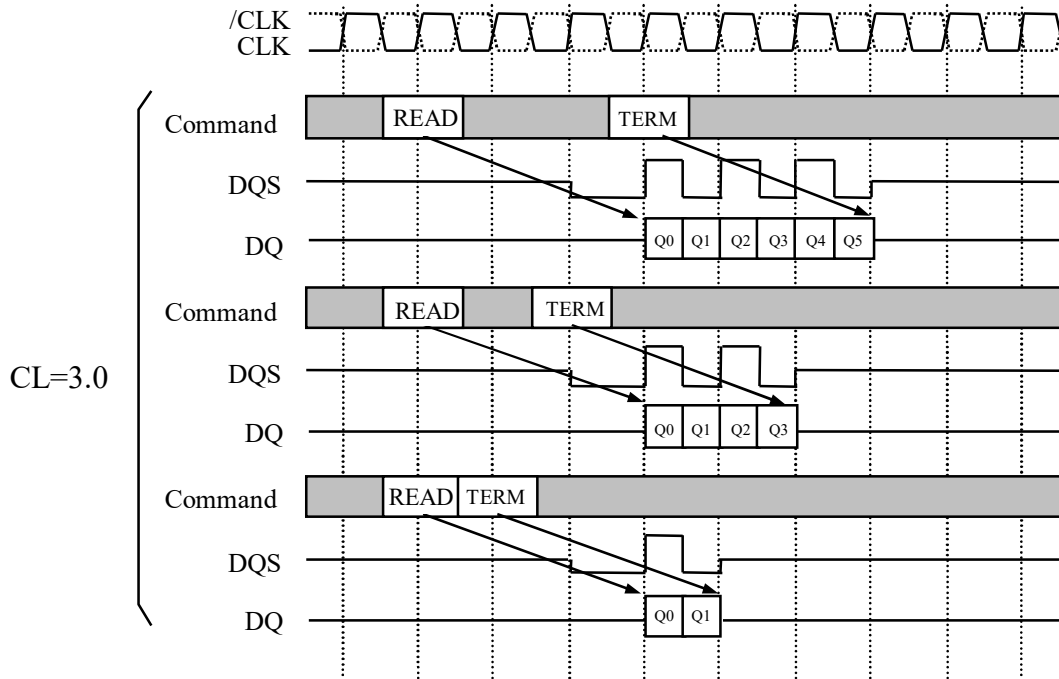 /CLK
CLK
Command READ TERM
DQS
DQ Q0 Q1 Q2 Q3 Q4 Q5
Command READ TERM
DQS
CL=3.0
DQ Q0 Q1 Q2 Q3
Command READ TERM
DQS
DQ Q0 Q1